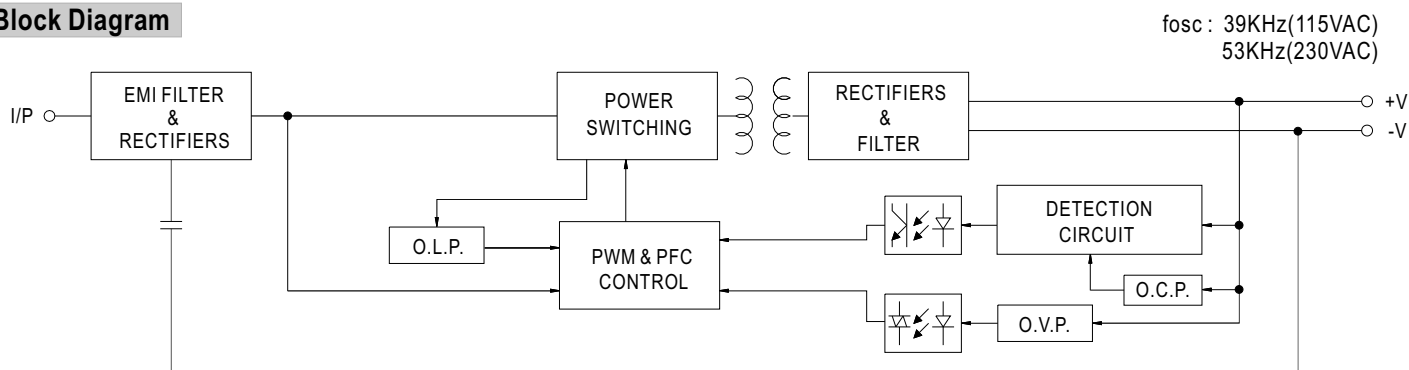 Block Diagram
fosc : 39KHz(115VAC)
53KHz(230VAC)
I/P
EMI FILTER
&
RECTIFIERS
POWER
SWITCHING
RECTIFIERS
&
FILTER
+V
-V
O.L.P.
PWM & PFC
CONTROL
DETECTION
CIRCUIT
O.C.P.
O.V.P.